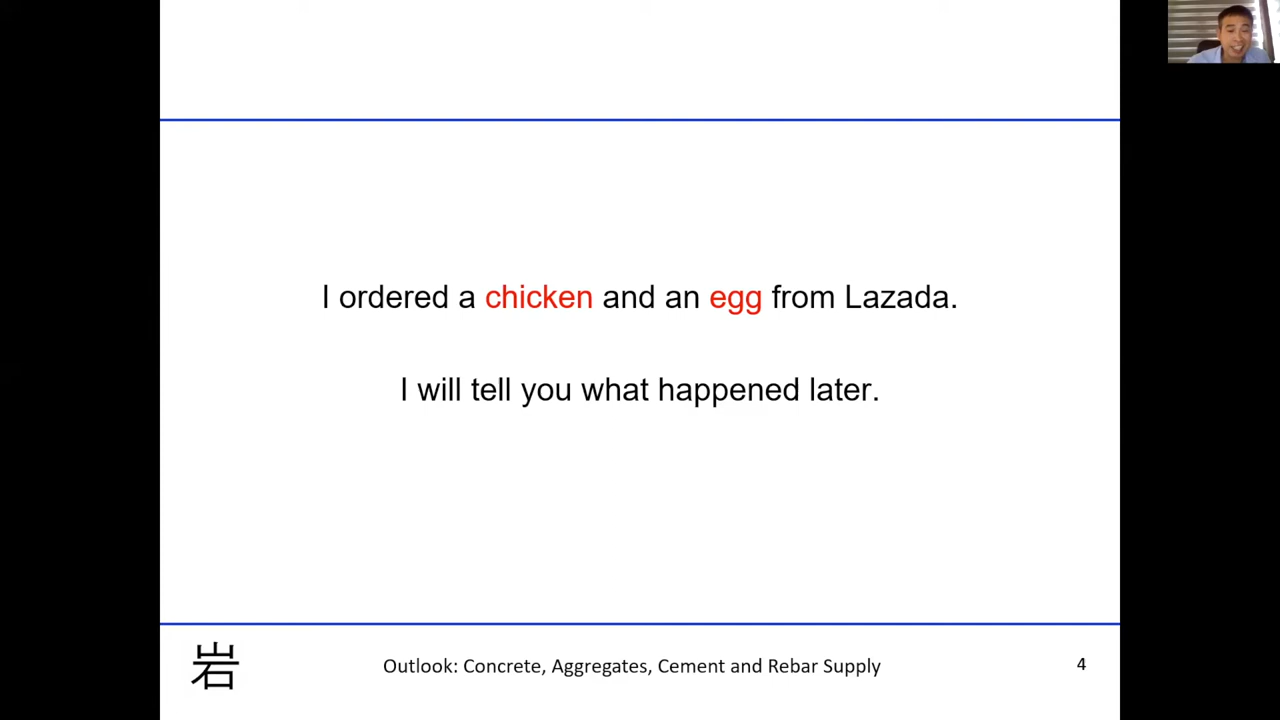 I ordered a chicken and an egg from Lazada.
I will tell you what happened later.
岩
Outlook: Concrete, Aggregates, Cement and Rebar Supply
4